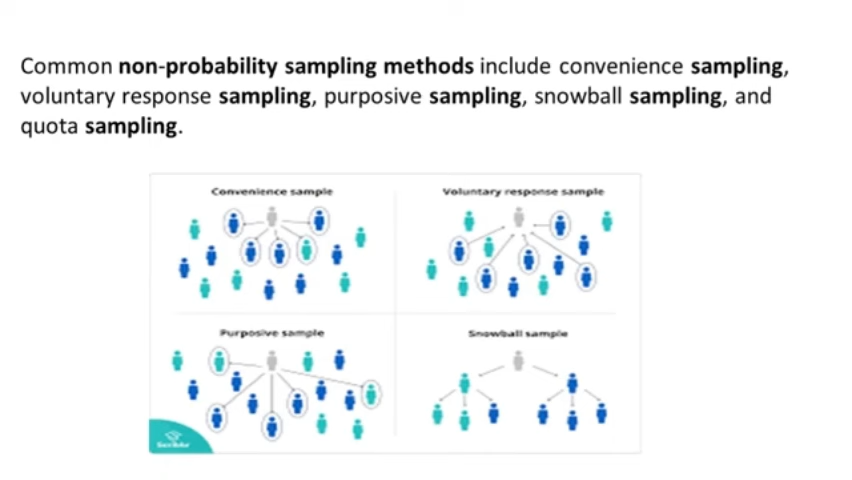 Common non-probability sampling methods include convenience sampling,
voluntary response sampling, purposive sampling, snowball sampling, and
quota sampling.
Convenience sample
Voluntary response sample
Purposive sample
Snowball sample
Scribbr